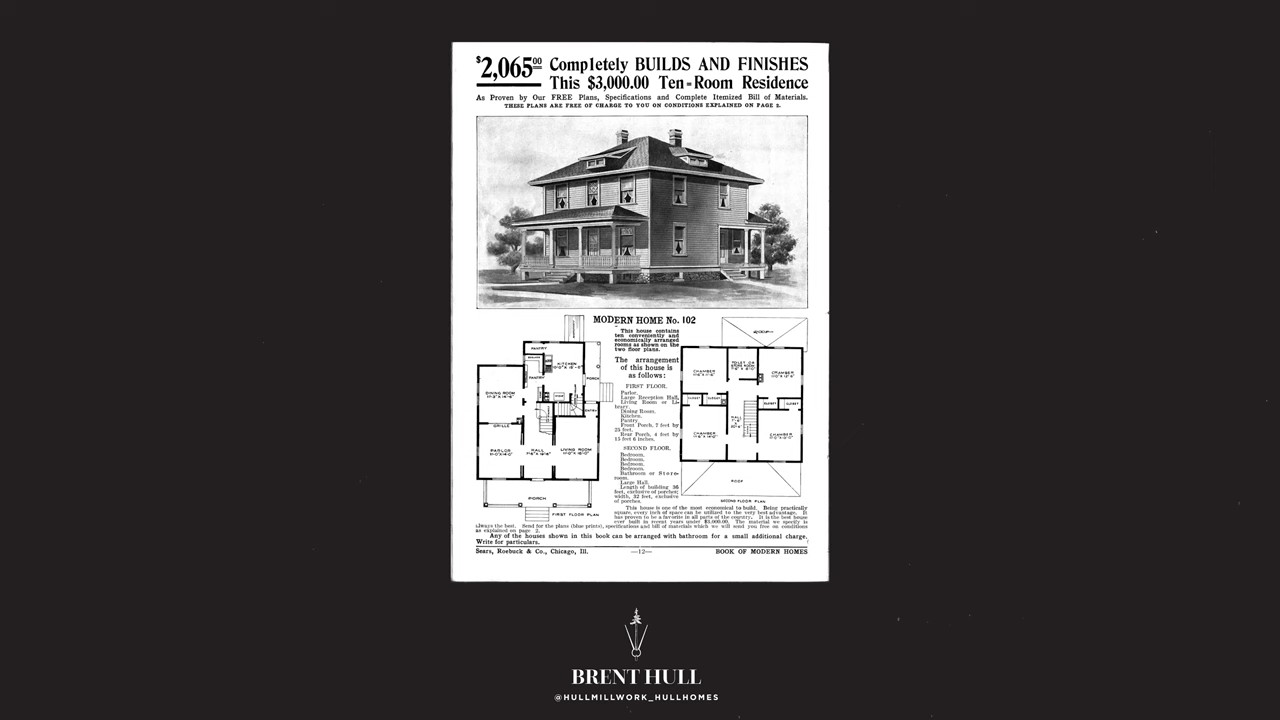 $2,065.00 Completely BUILDS AND FINISHES
This $3,000.00 Ten-Room Residence
As Proven by Our FREE Plans, Specifications and Complete Itemized Bill of Materials.
THESE PLANS ARE FREE OF CHARGE TO YOU ON CONDITIONS EXPLAINED ON PAGE 2.
MODERN HOME No. 102
This house contains
ten conveniently and
economically arranged
rooms as shown on the
two floor plans.
The arrangement
of this house is
as follows:
FIRST FLOOR.
Parlor.
Large Reception Hall.
Living Room or Li-
brary.
Dining Room.
Kitchen.
Pantry.
Front Porch, 7 feet by
25 feet.
Rear Porch, 4 feet by
15 feet 6 inches.
SECOND FLOOR.
Bedroom.
Bedroom.
Bedroom.
Bedroom.
Bathroom or Store-
room.
Large Hall.
Length of building 36
feet, exclusive of porches;
width, 32 feet, exclusive
of porches.
PANTRY
KITCHEN
PANTRY
PORCH
DINING ROOM
ENTRY
GRILLE
PARLOR
HALL
LIVING ROOM
PORCH
FIRST FLOOR PLAN
ROOF
CHAMBER
TOILET OR
STORE ROOM
CHAMBER
CLOSET
CLOSET
CLOSET
CLOSET
HALL
CHAMBER
CHAMBER
ROOF
SECOND FLOOR PLAN
This house is one of the most economical to build. Being practically
square, every inch of space can be utilized to the very best advantage. It
has proven to be a favorite in all parts of the country. It is the best house
ever built in recent years under $3,000.00. The material we specify is
always the best. Send for the plans (blue prints), specifications and bill of materials which we will send you free on conditions
as explained on page 2.
Any of the houses shown in this book can be arranged with bathroom for a small additional charge.
Write for particulars.
Sears, Roebuck & Co., Chicago, Ill. —12— BOOK OF MODERN HOMES
BRENT HULL
@HULLMILLWORK_HULLHOMES